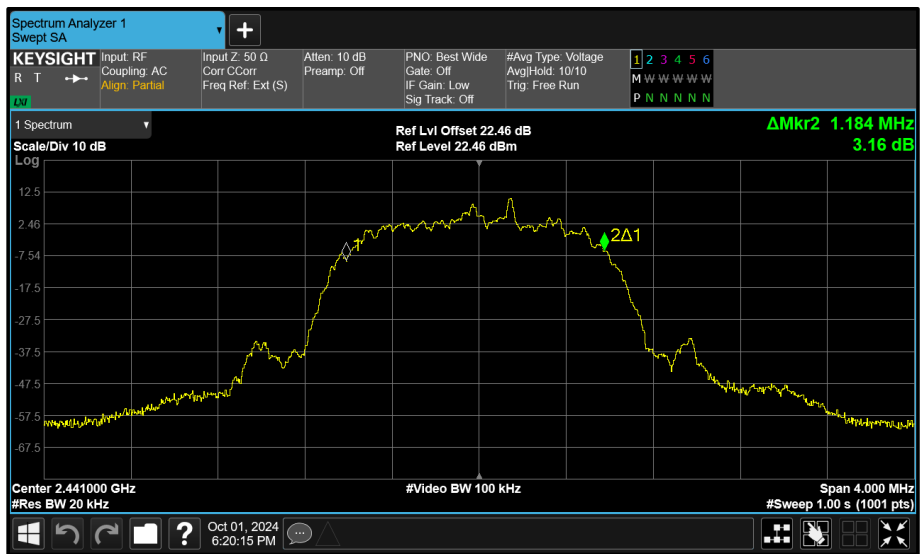 Spectrum Analyzer 1
Swept SA
+
KEYSIGHT
R T
LXI
Input: RF
Coupling: AC
Align: Partial
Input Z: 50 Ω
Corr CCorr
Freq Ref: Ext (S)
Atten: 10 dB
Preamp: Off
PNO: Best Wide
Gate: Off
IF Gain: Low
Sig Track: Off
#Avg Type: Voltage
Avg|Hold: 10/10
Trig: Free Run
1 2 3 4 5 6
M W W W W W
P N N N N N
1 Spectrum
Scale/Div 10 dB
Ref Lvl Offset 22.46 dB
Ref Level 22.46 dBm
ΔMkr2 1.184 MHz
3.16 dB
Log
12.5
2.46
-7.54
-17.5
-27.5
-37.5
-47.5
-57.5
-67.5
1
2Δ1
Center 2.441000 GHz
#Res BW 20 kHz
#Video BW 100 kHz
Span 4.000 MHz
#Sweep 1.00 s (1001 pts)
?
Oct 01, 2024
6:20:15 PM